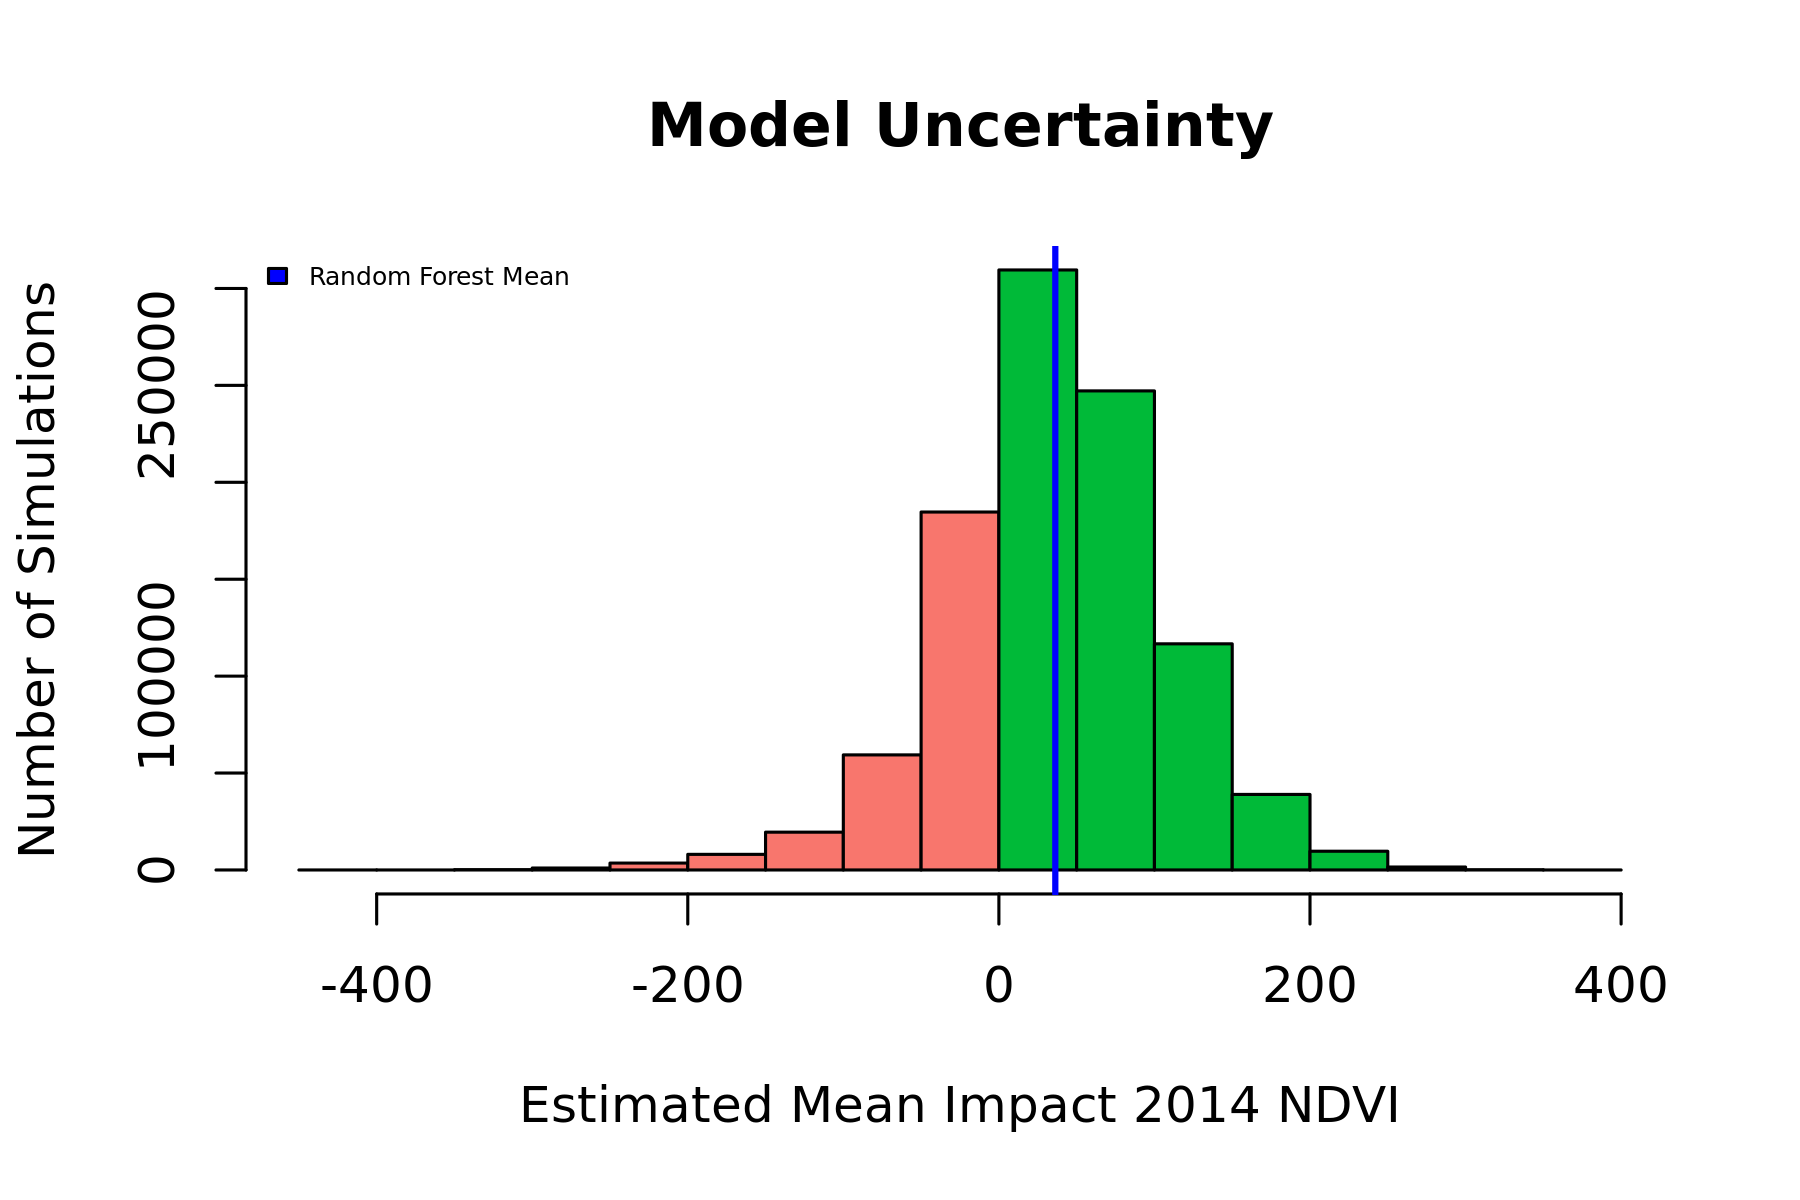 Model Uncertainty
Random Forest Mean
Number of Simulations
250000
100000
0
-400 -200 0 200 400
Estimated Mean Impact 2014 NDVI